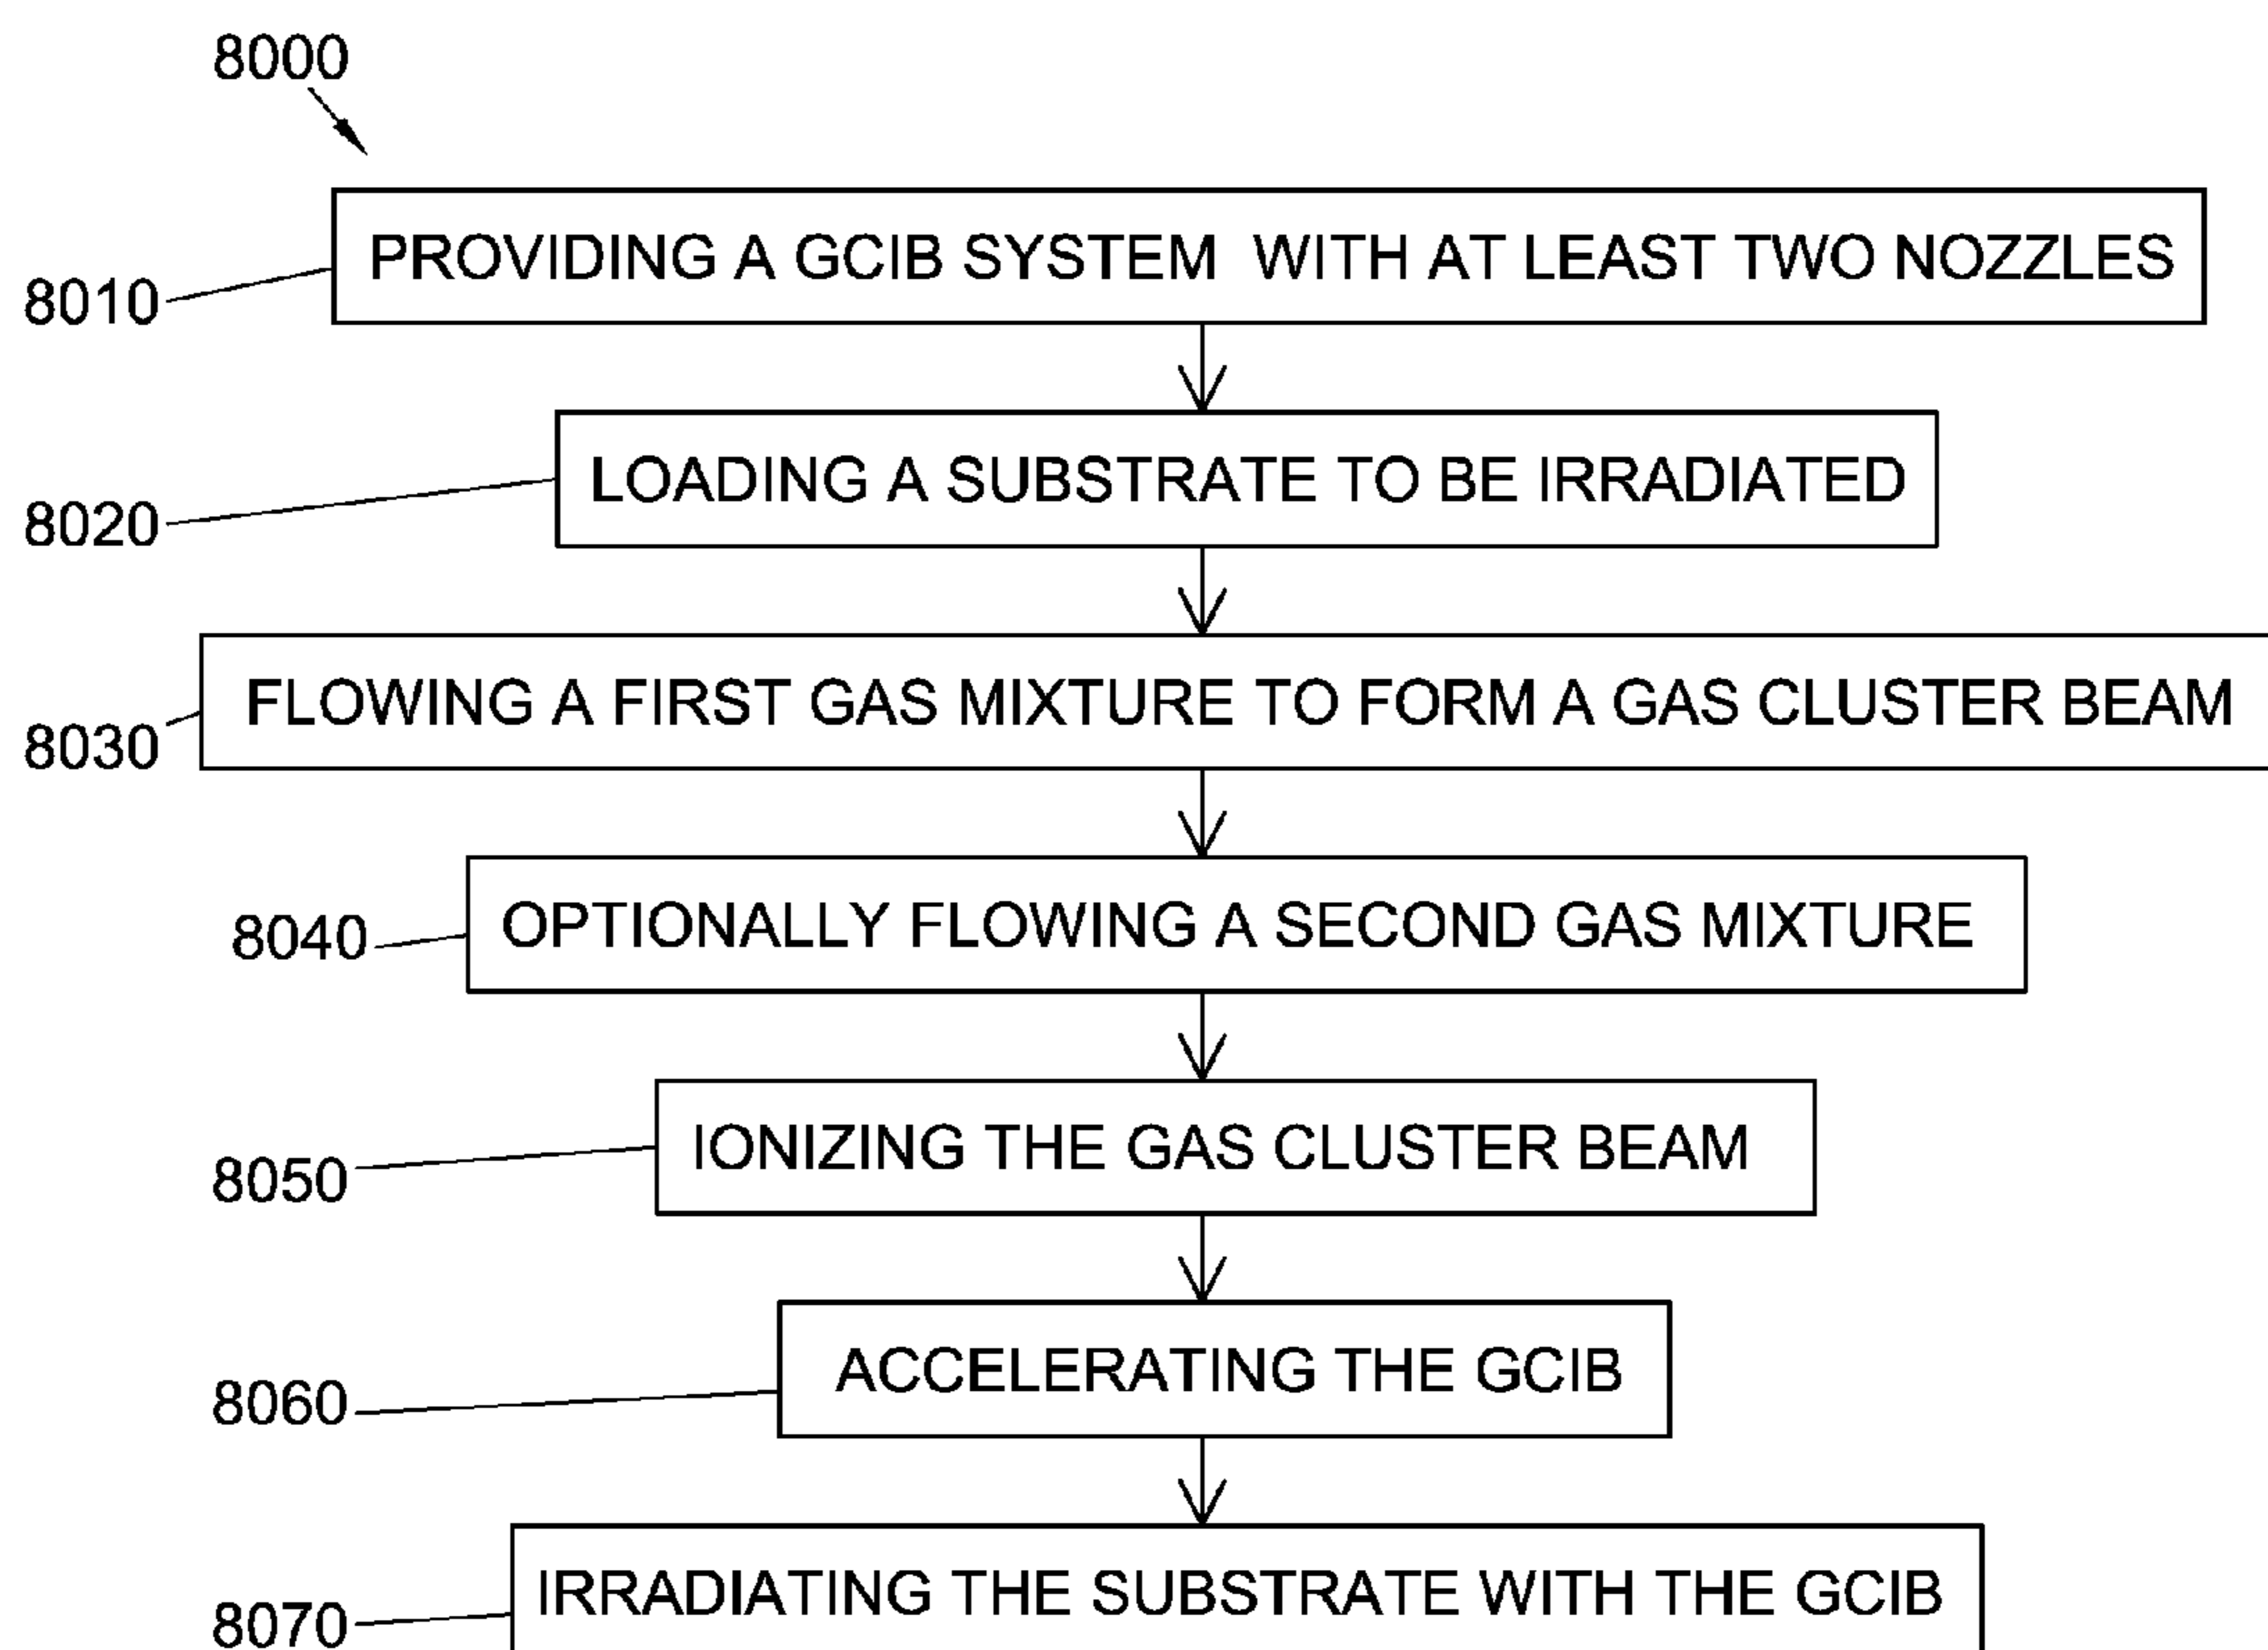 8000
PROVIDING A GCIB SYSTEM WITH AT LEAST TWO NOZZLES
8010
LOADING A SUBSTRATE TO BE IRRADIATED
8020
FLOWING A FIRST GAS MIXTURE TO FORM A GAS CLUSTER BEAM
8030
OPTIONALLY FLOWING A SECOND GAS MIXTURE
8040
IONIZING THE GAS CLUSTER BEAM
8050
ACCELERATING THE GCIB
8060
IRRADIATING THE SUBSTRATE WITH THE GCIB
8070